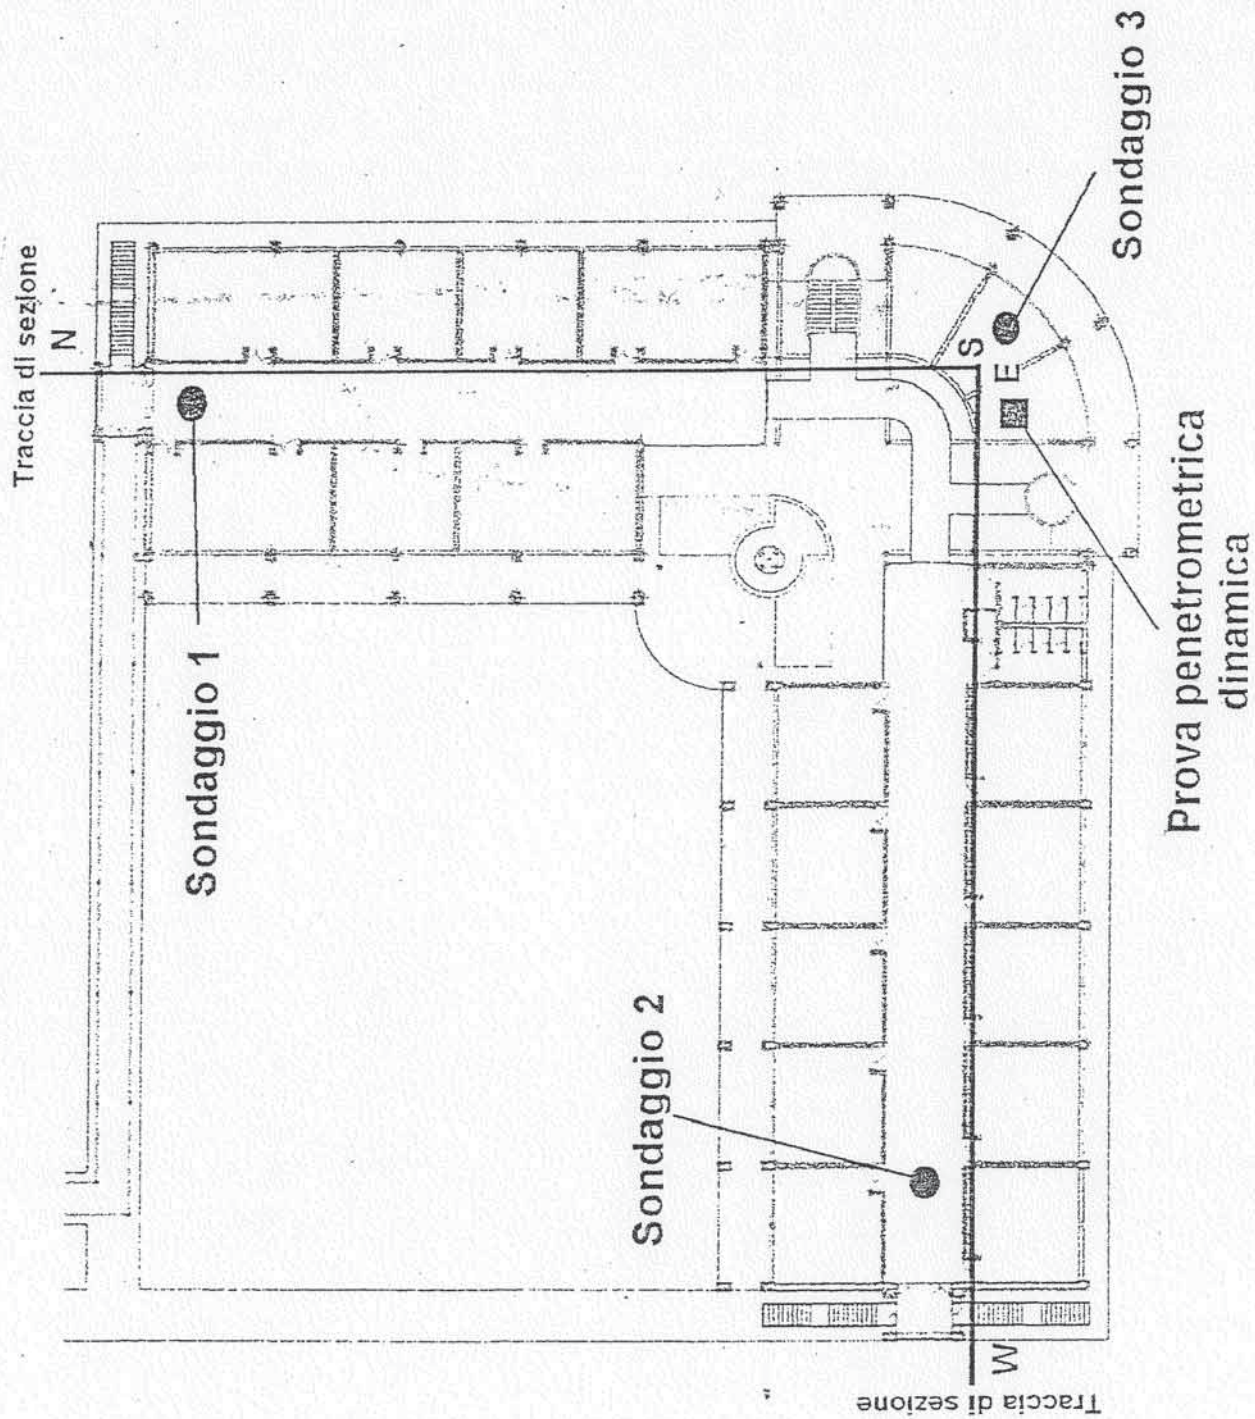 Traccia di sezione
N
Sondaggio 1
Sondaggio 3
S
E
Prova penetrometrica
dinamica
Sondaggio 2
W
Traccia di sezione